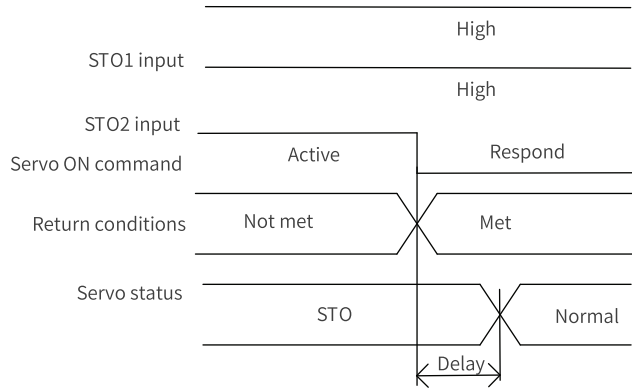 High
STO1 input
High
STO2 input
Servo ON command
Active
Respond
Return conditions
Not met
Met
Servo status
STO
Normal
Delay